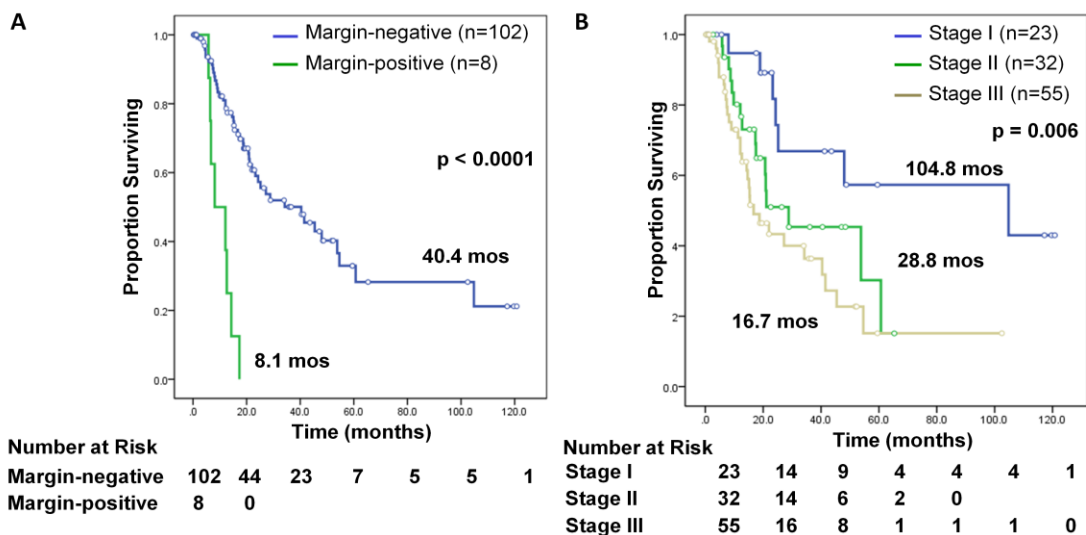 A
Margin-negative (n=102)
Margin-positive (n=8)
p < 0.0001
40.4 mos
8.1 mos
Proportion Surviving
1.0
0.8
0.6
0.4
0.2
0.0
.0 20.0 40.0 60.0 80.0 100.0 120.0
Time (months)
Number at Risk
Margin-negative 102 44 23 7 5 5 1
Margin-positive 8 0
B
Stage I (n=23)
Stage II (n=32)
Stage III (n=55)
p = 0.006
104.8 mos
28.8 mos
16.7 mos
Proportion Surviving
1.0
8
6
4
2
0.0
.0 20.0 40.0 60.0 80.0 100.0 120.0
Time (months)
Number at Risk
Stage I 23 14 9 4 4 4 1
Stage II 32 14 6 2 0
Stage III 55 16 8 1 1 1 0